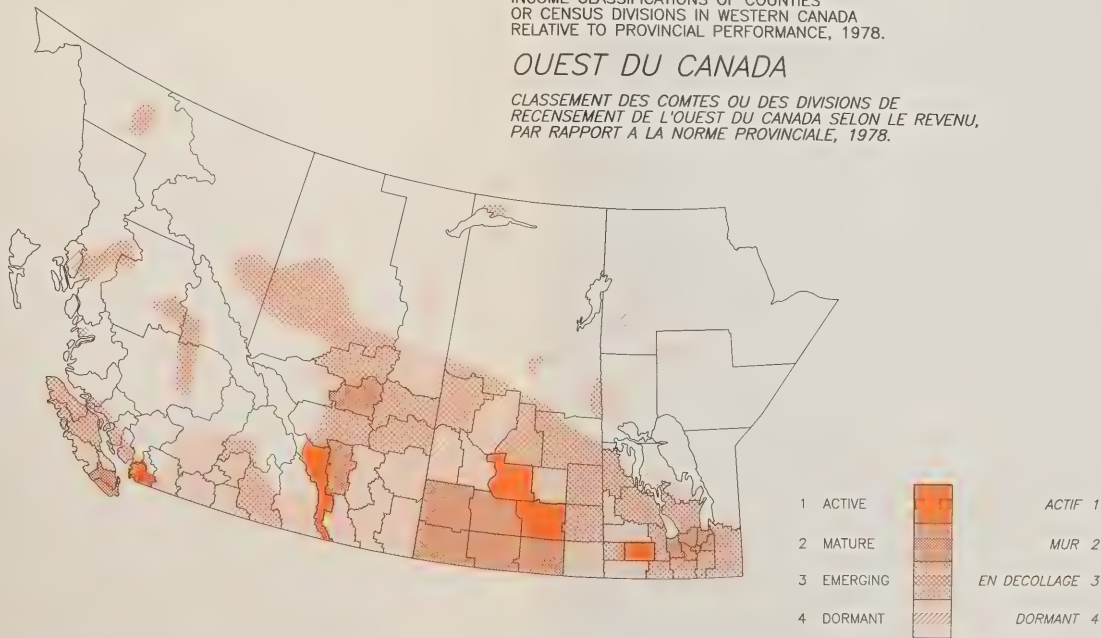 INCOME CLASSIFICATIONS OF COUNTIES
OR CENSUS DIVISIONS IN WESTERN CANADA
RELATIVE TO PROVINCIAL PERFORMANCE, 1978.
OUEST DU CANADA
CLASSEMENT DES COMTES OU DES DIVISIONS DE
RECENSEMENT DE L'OUEST DU CANADA SELON LE REVENU,
PAR RAPPORT A LA NORME PROVINCIALE, 1978.
1 ACTIVE ACTIF 1
2 MATURE MUR 2
3 EMERGING EN DECOLLAGE 3
4 DORMANT DORMANT 4